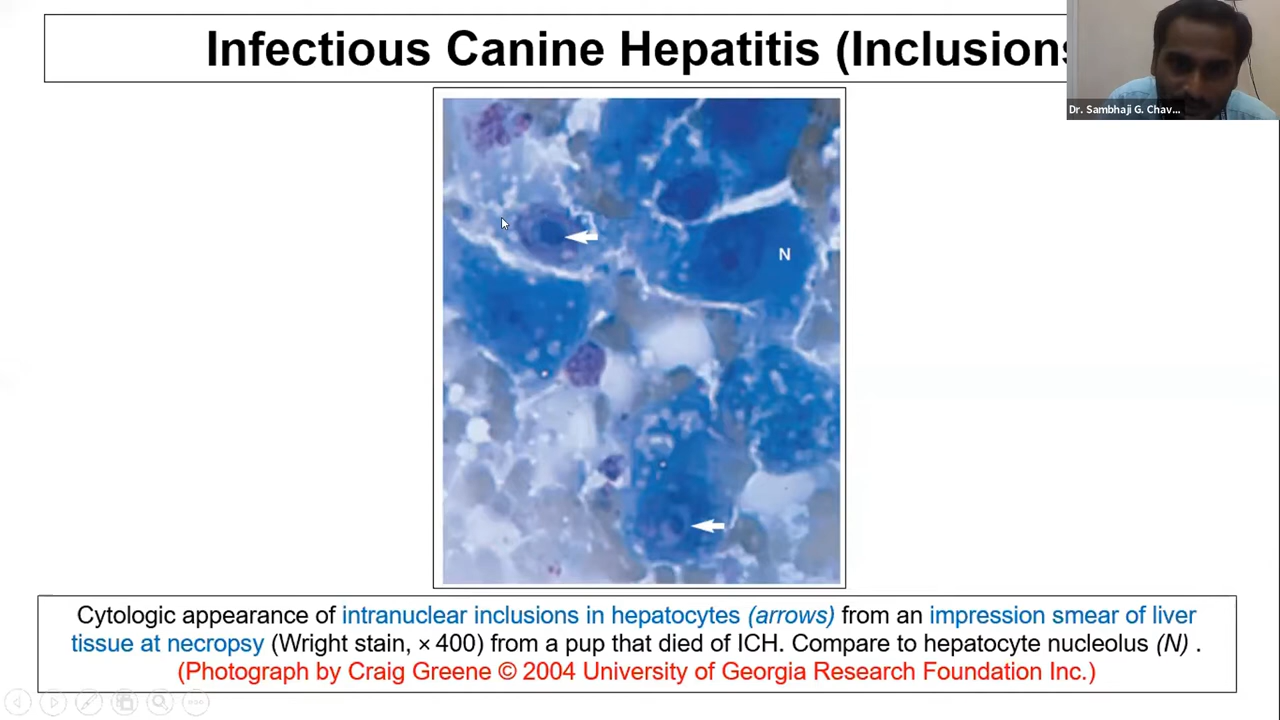 Infectious Canine Hepatitis (Inclusions
Dr. Sambhaji G. Chav...
N
Cytologic appearance of intranuclear inclusions in hepatocytes (arrows) from an impression smear of liver
tissue at necropsy (Wright stain, × 400) from a pup that died of ICH. Compare to hepatocyte nucleolus (N) .
(Photograph by Craig Greene © 2004 University of Georgia Research Foundation Inc.)